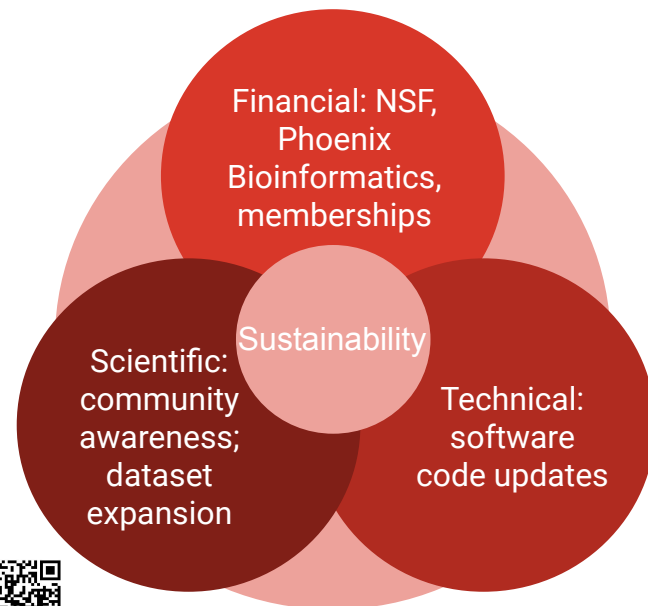 Financial: NSF,
Phoenix
Bioinformatics,
memberships
Sustainability
Scientific:
community
awareness;
dataset
expansion
Technical:
software
code updates